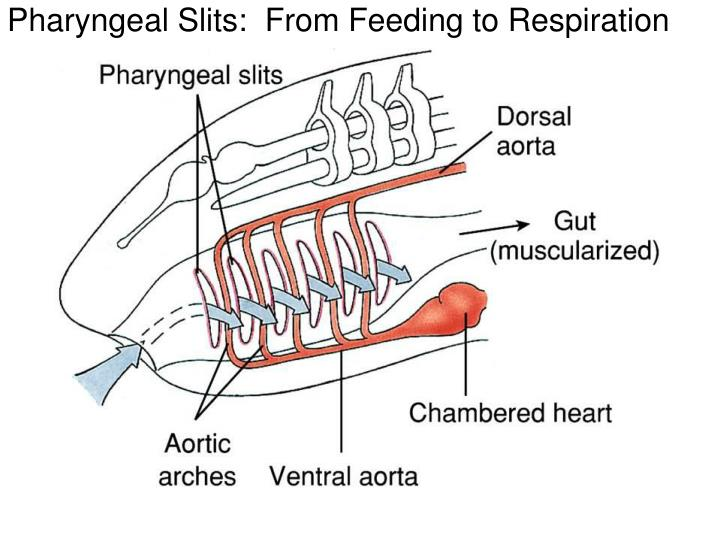 Pharyngeal Slits:  From Feeding to Respiration
Pharyngeal slits
Dorsal
aorta
Gut
(muscularized)
Chambered heart
Aortic
arches
Ventral aorta